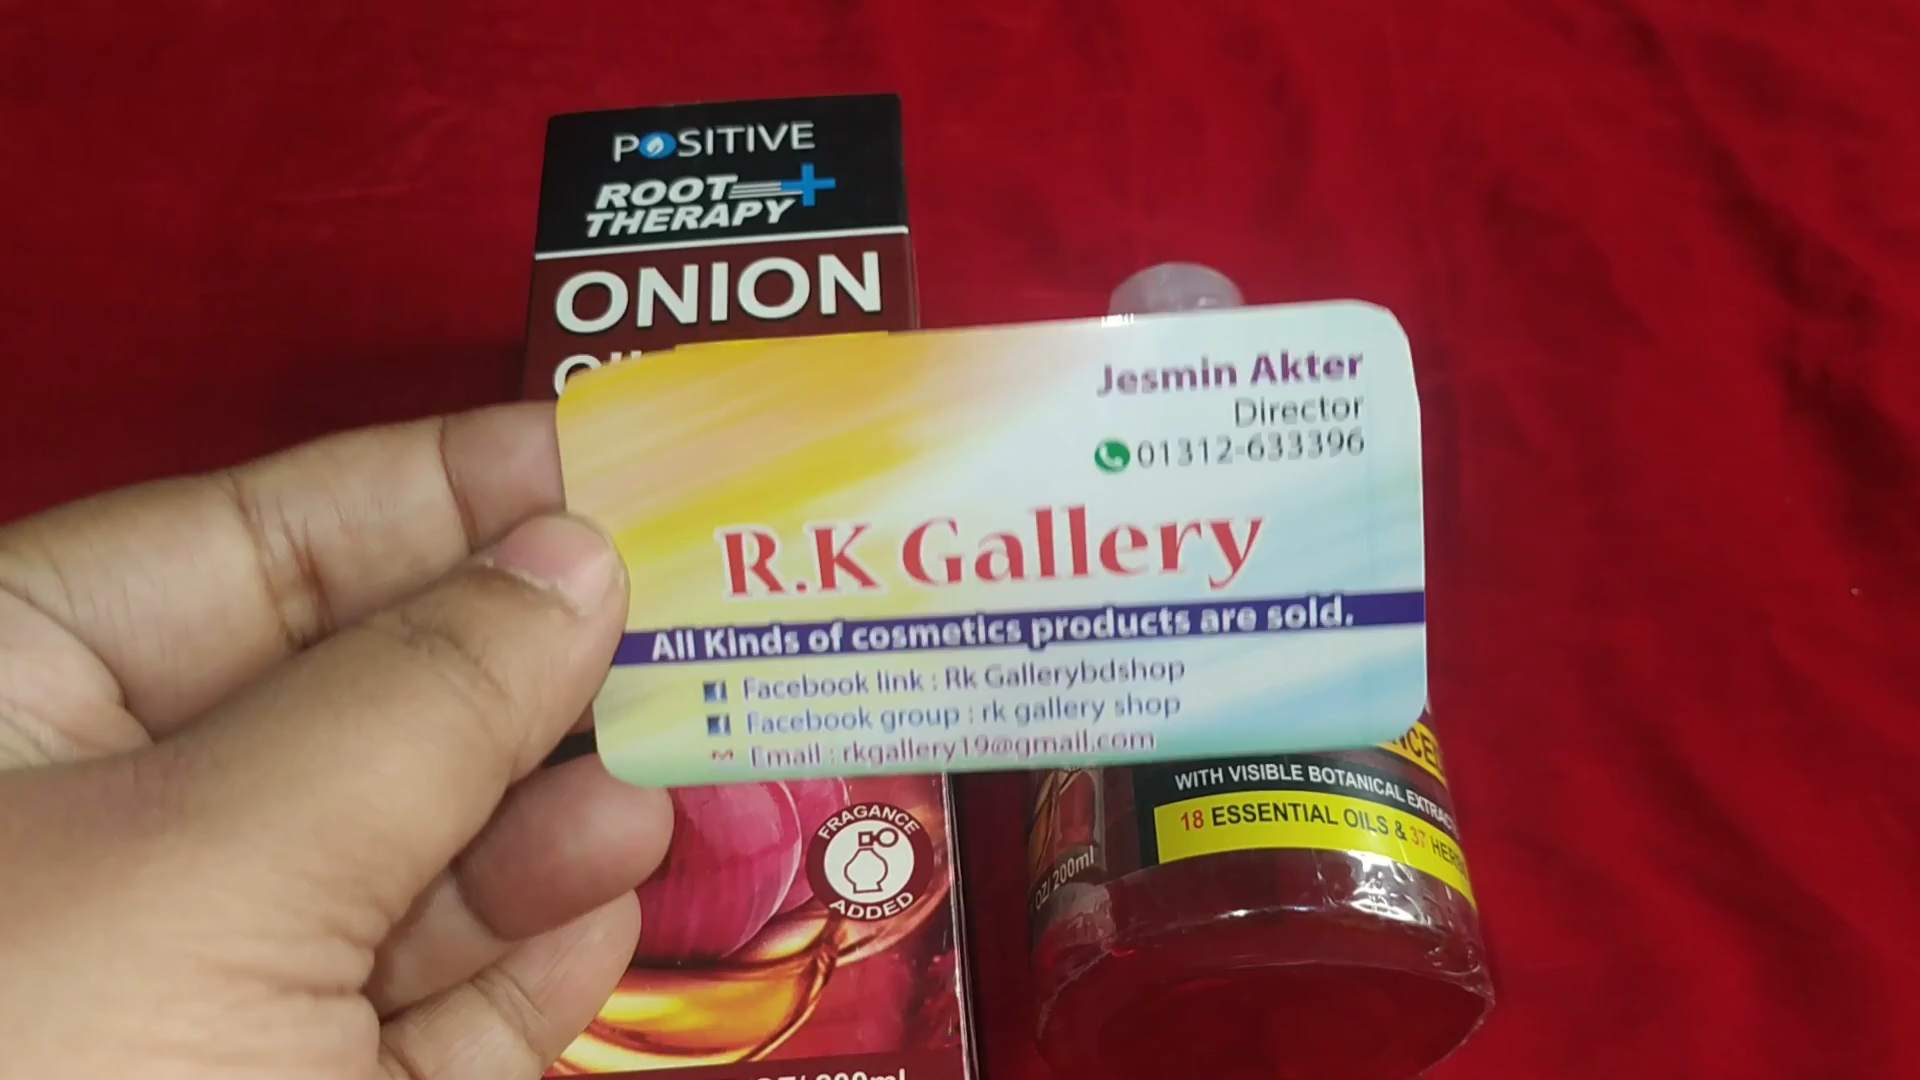 POSITIVE
ROOT
THERAPY
ONION
Jesmin Akter
Director
01312-633396
R.K Gallery
All Kinds of cosmetics products are sold.
Facebook link : Rk Gallerybdshop
Facebook group : rk gallery shop
Email : rkgallery19@gmail.com
WITH VISIBLE BOTANICAL
18 ESSENTIAL OILS & 37
FRAGANCE
ADDED
OZ/ 200ml